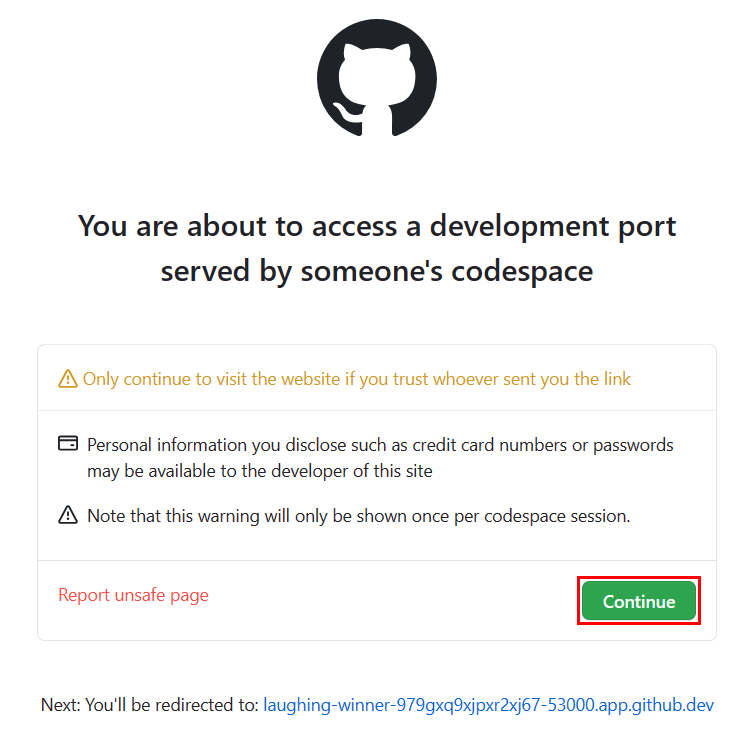 You are about to access a development port
served by someone's codespace
Only continue to visit the website if you trust whoever sent you the link
Personal information you disclose such as credit card numbers or passwords
may be available to the developer of this site
Note that this warning will only be shown once per codespace session.
Report unsafe page
Continue
Next: You'll be redirected to: laughing-winner-979gxq9xjpxr2xj67-53000.app.github.dev